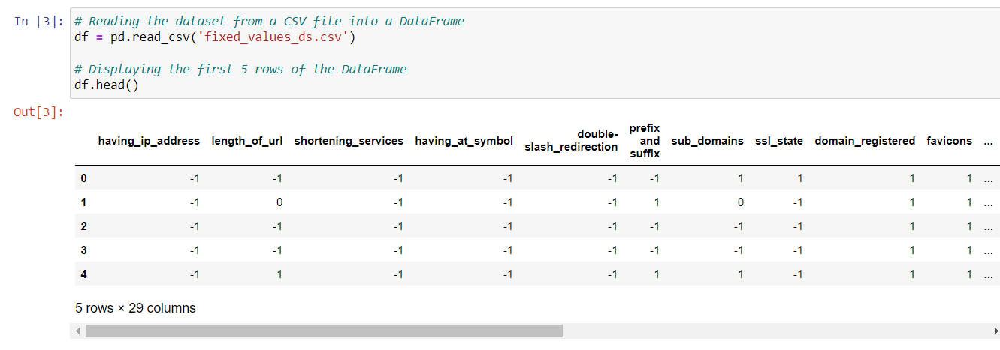 In [3]: # Reading the dataset from a CSV file into a DataFrame
df = pd.read_csv('fixed_values_ds.csv')
# Displaying the first 5 rows of the DataFrame
df.head()
Out[3]:
having_ip_address length_of_url shortening_services having_at_symbol double-slash_redirection prefix and suffix sub_domains ssl_state domain_registered favicons ...
0 -1 -1 -1 -1 -1 -1 1 1 1 1 ...
1 -1 0 -1 -1 -1 1 0 -1 1 1 ...
2 -1 -1 -1 -1 -1 -1 -1 -1 1 1 ...
3 -1 -1 -1 -1 -1 -1 -1 -1 1 1 ...
4 -1 1 -1 -1 -1 1 1 -1 1 1 ...
5 rows × 29 columns